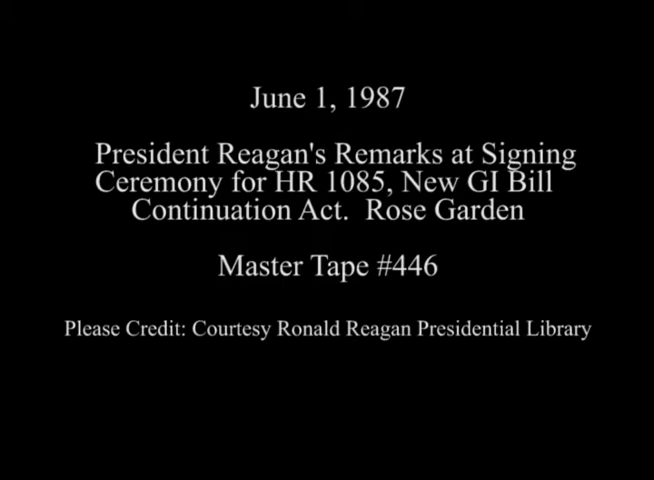 June 1, 1987
President Reagan's Remarks at Signing
Ceremony for HR 1085, New GI Bill
Continuation Act.  Rose Garden
Master Tape #446
Please Credit: Courtesy Ronald Reagan Presidential Library